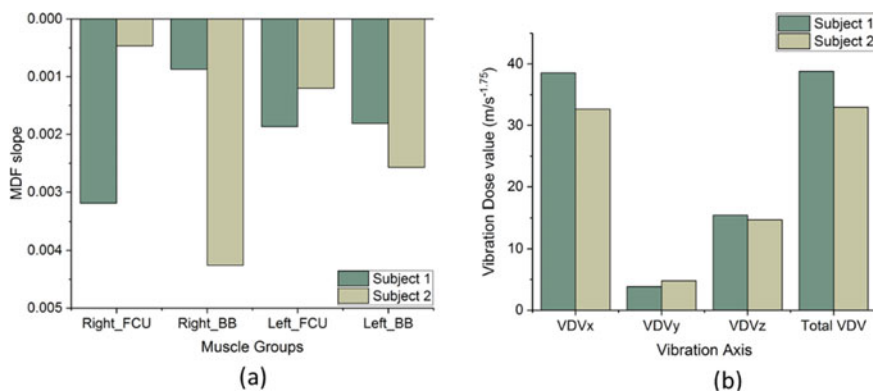 0.000
0.001
0.002
0.003
0.004
0.005
MDF slope
Subject 1
Subject 2
Right_FCU
Right_BB
Left_FCU
Left_BB
Muscle Groups
(a)
Subject 1
Subject 2
40
30
20
10
0
Vibration Dose value (m/s-1.75)
VDVx
VDVy
VDVz
Total VDV
Vibration Axis
(b)